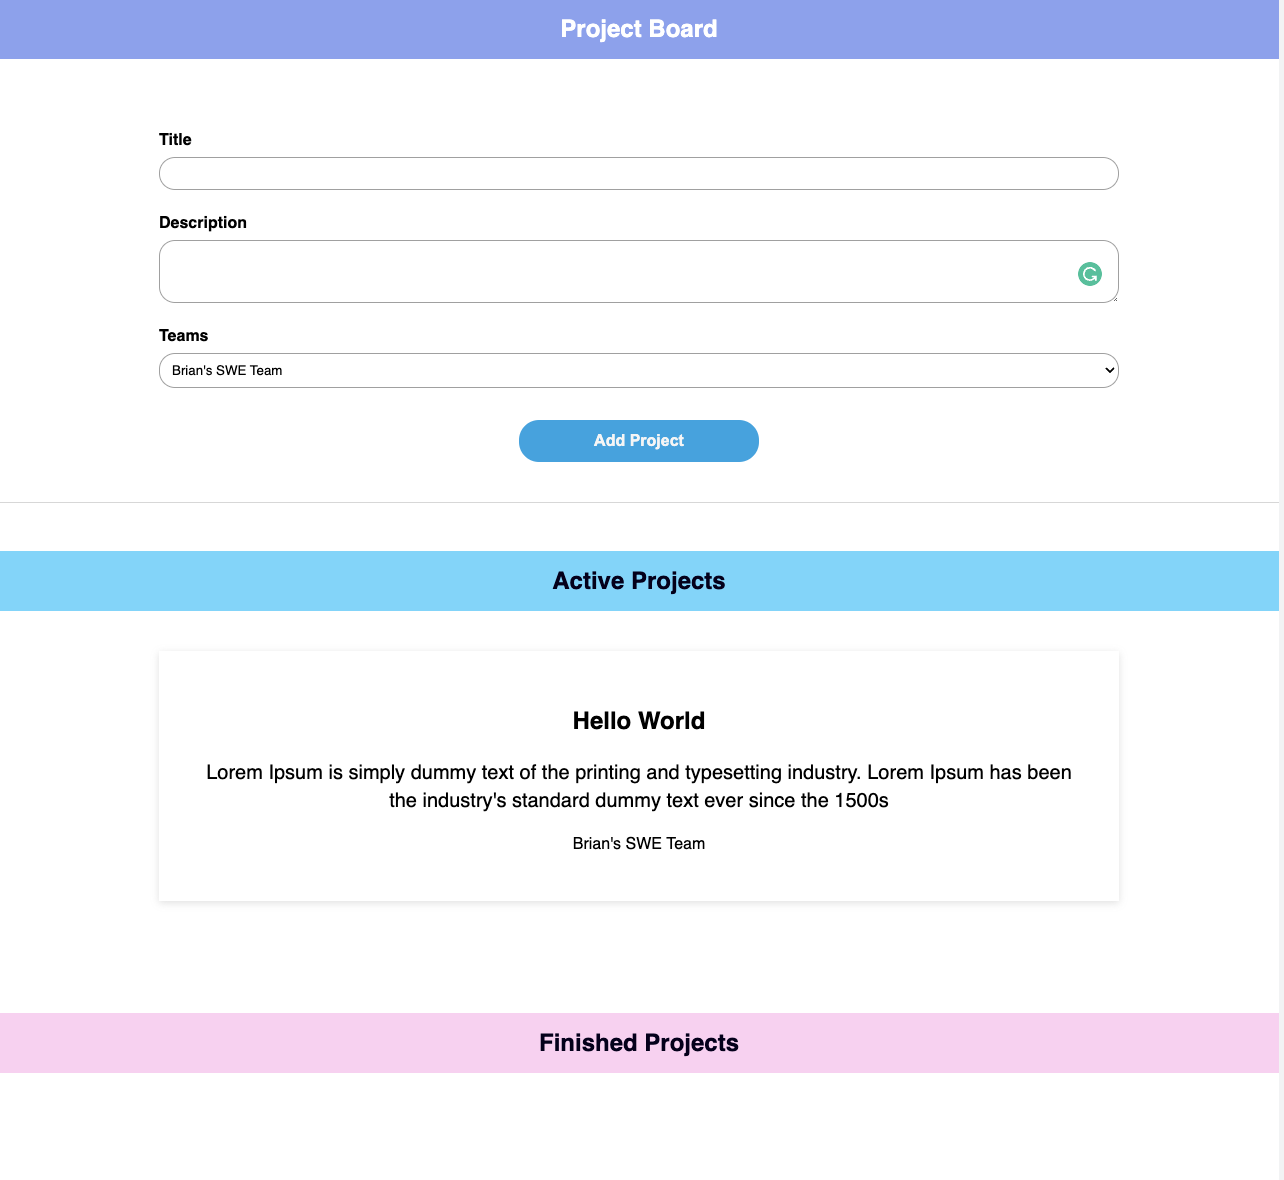 Project Board
Title
Description
Teams
Brian's SWE Team
Add Project
Active Projects
Hello World
Lorem Ipsum is simply dummy text of the printing and typesetting industry. Lorem Ipsum has been
the industry's standard dummy text ever since the 1500s
Brian's SWE Team
Finished Projects